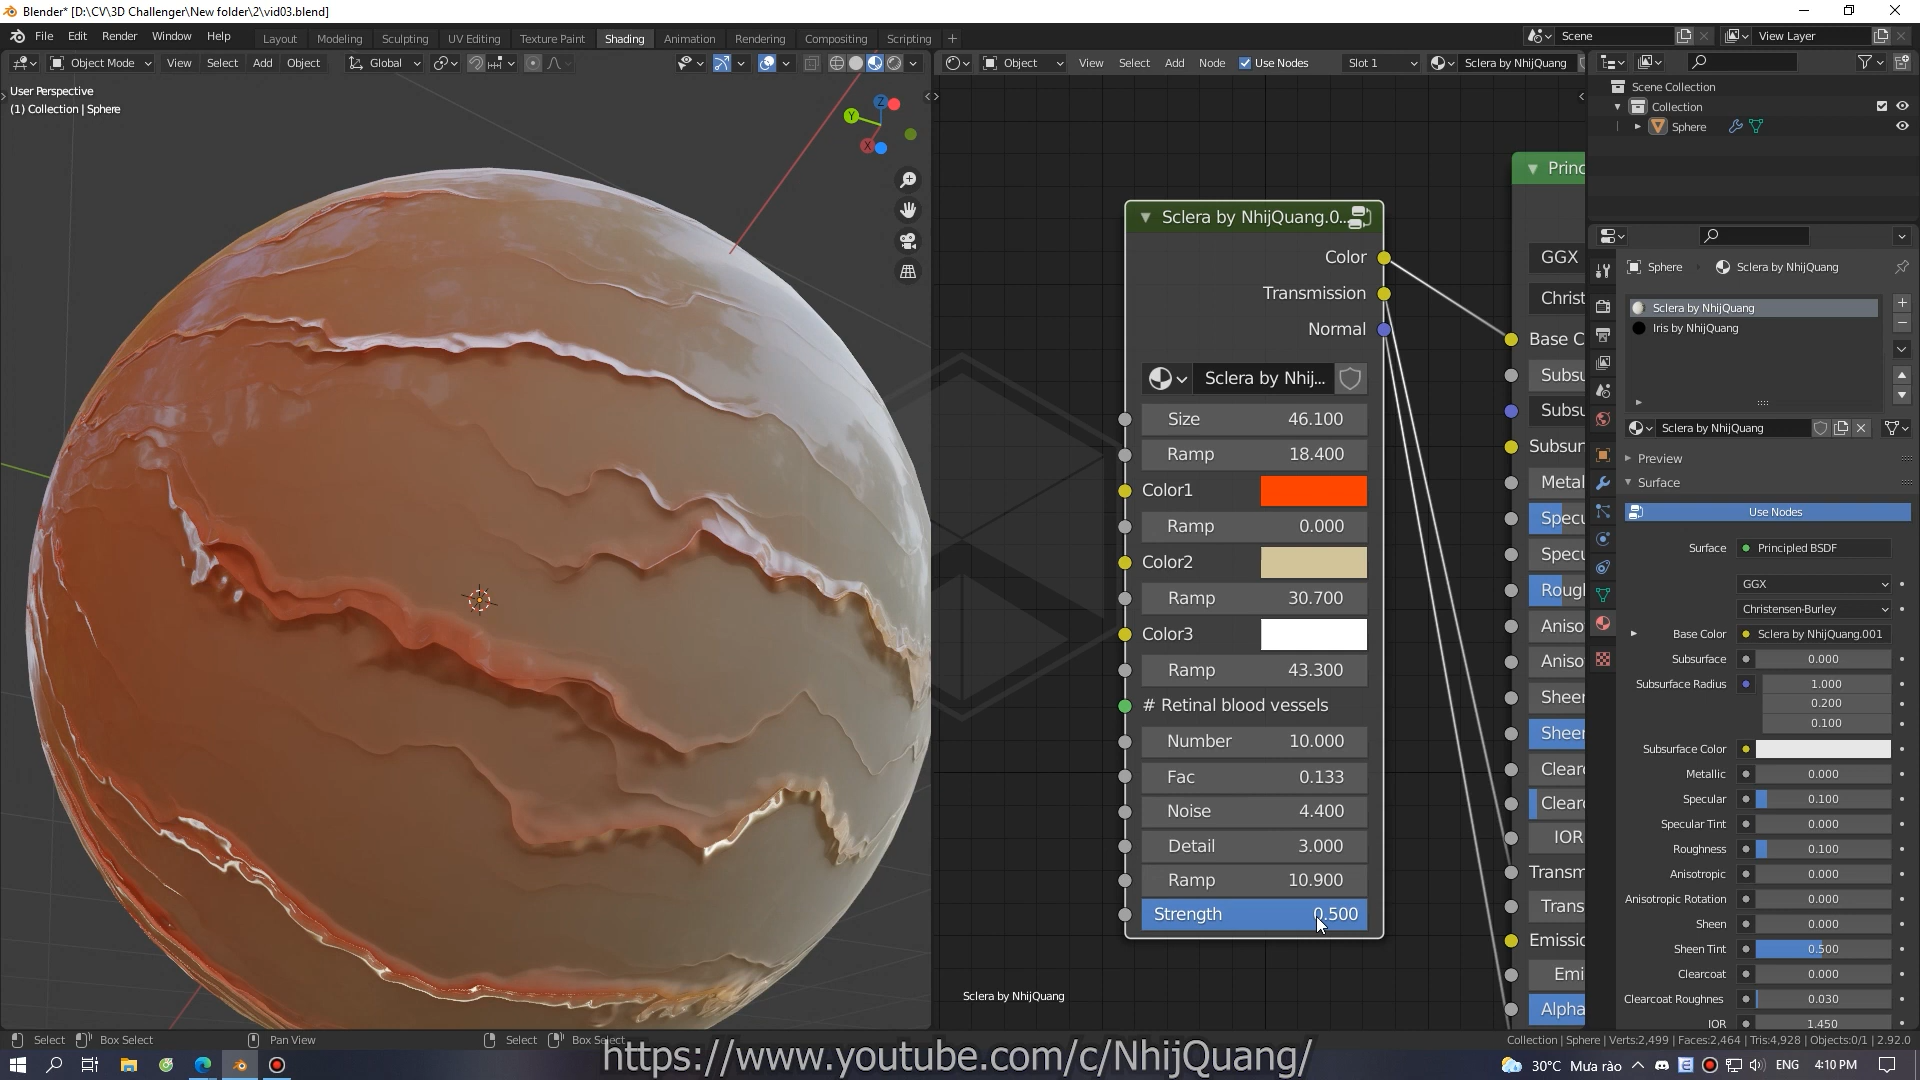 Blender* [D:\CV\3D Challenger\New folder\2\vid03.blend]
File Edit Render Window Help
Layout Modeling Sculpting UV Editing Texture Paint Shading Animation Rendering Compositing Scripting +
Scene View Layer
Object Mode View Select Add Object Global
Object View Select Add Node Use Nodes Slot 1 Sclera by NhijQuang
User Perspective
(1) Collection | Sphere
Z
Y
X
Scene Collection
Collection
Sphere
Sclera by NhijQuang.0...
Color
Transmission
Normal
Sclera by Nhij...
Size 46.100
Ramp 18.400
Color1
Ramp 0.000
Color2
Ramp 30.700
Color3
Ramp 43.300
# Retinal blood vessels
Number 10.000
Fac 0.133
Noise 4.400
Detail 3.000
Ramp 10.900
Strength 0.500
Sclera by NhijQuang
Princ
GGX
Christ
Base C
Subsu
Subsu
Subsur
Metal
Specu
Specu
Rough
Aniso
Aniso
Sheen
Sheen
Clear
Clear
IOR
Transm
Trans
Emissio
Emi
Alpha
Sphere Sclera by NhijQuang
Sclera by NhijQuang
Iris by NhijQuang
Sclera by NhijQuang
Preview
Surface
Use Nodes
Surface Principled BSDF
GGX
Christensen-Burley
Base Color Sclera by NhijQuang.001
Subsurface 0.000
Subsurface Radius 1.000
0.200
0.100
Subsurface Color
Metallic 0.000
Specular 0.100
Specular Tint 0.000
Roughness 0.100
Anisotropic 0.000
Anisotropic Rotation 0.000
Sheen 0.000
Sheen Tint 0.500
Clearcoat 0.000
Clearcoat Roughnes 0.030
IOR 1.450
Select Box Select Pan View Select Box Select
Collection | Sphere | Verts:2,499 | Faces:2,464 | Tris:4,928 | Objects:0/1 | 2.92.0
https://www.youtube.com/c/NhijQuang/
30°C Mưa rào ENG 4:10 PM